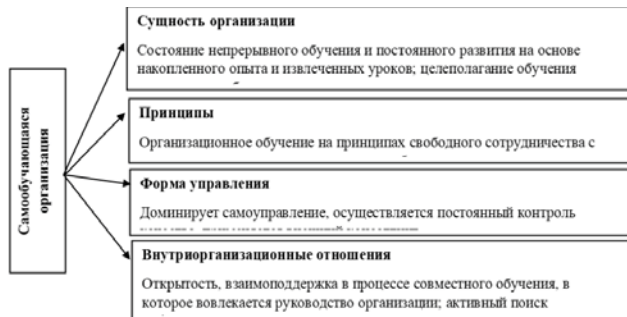 Самообучающаяся
организация
Сущность организации
Состояние непрерывного обучения и постоянного развития на основе
накопленного опыта и извлеченных уроков; целеполагание обучения
Принципы
Организационное обучение на принципах свободного сотрудничества с
Форма управления
Доминирует самоуправление, осуществляется постоянный контроль
Внутриорганизационные отношения
Открытость, взаимоподдержка в процессе совместного обучения, в
которое вовлекается руководство организации; активный поиск